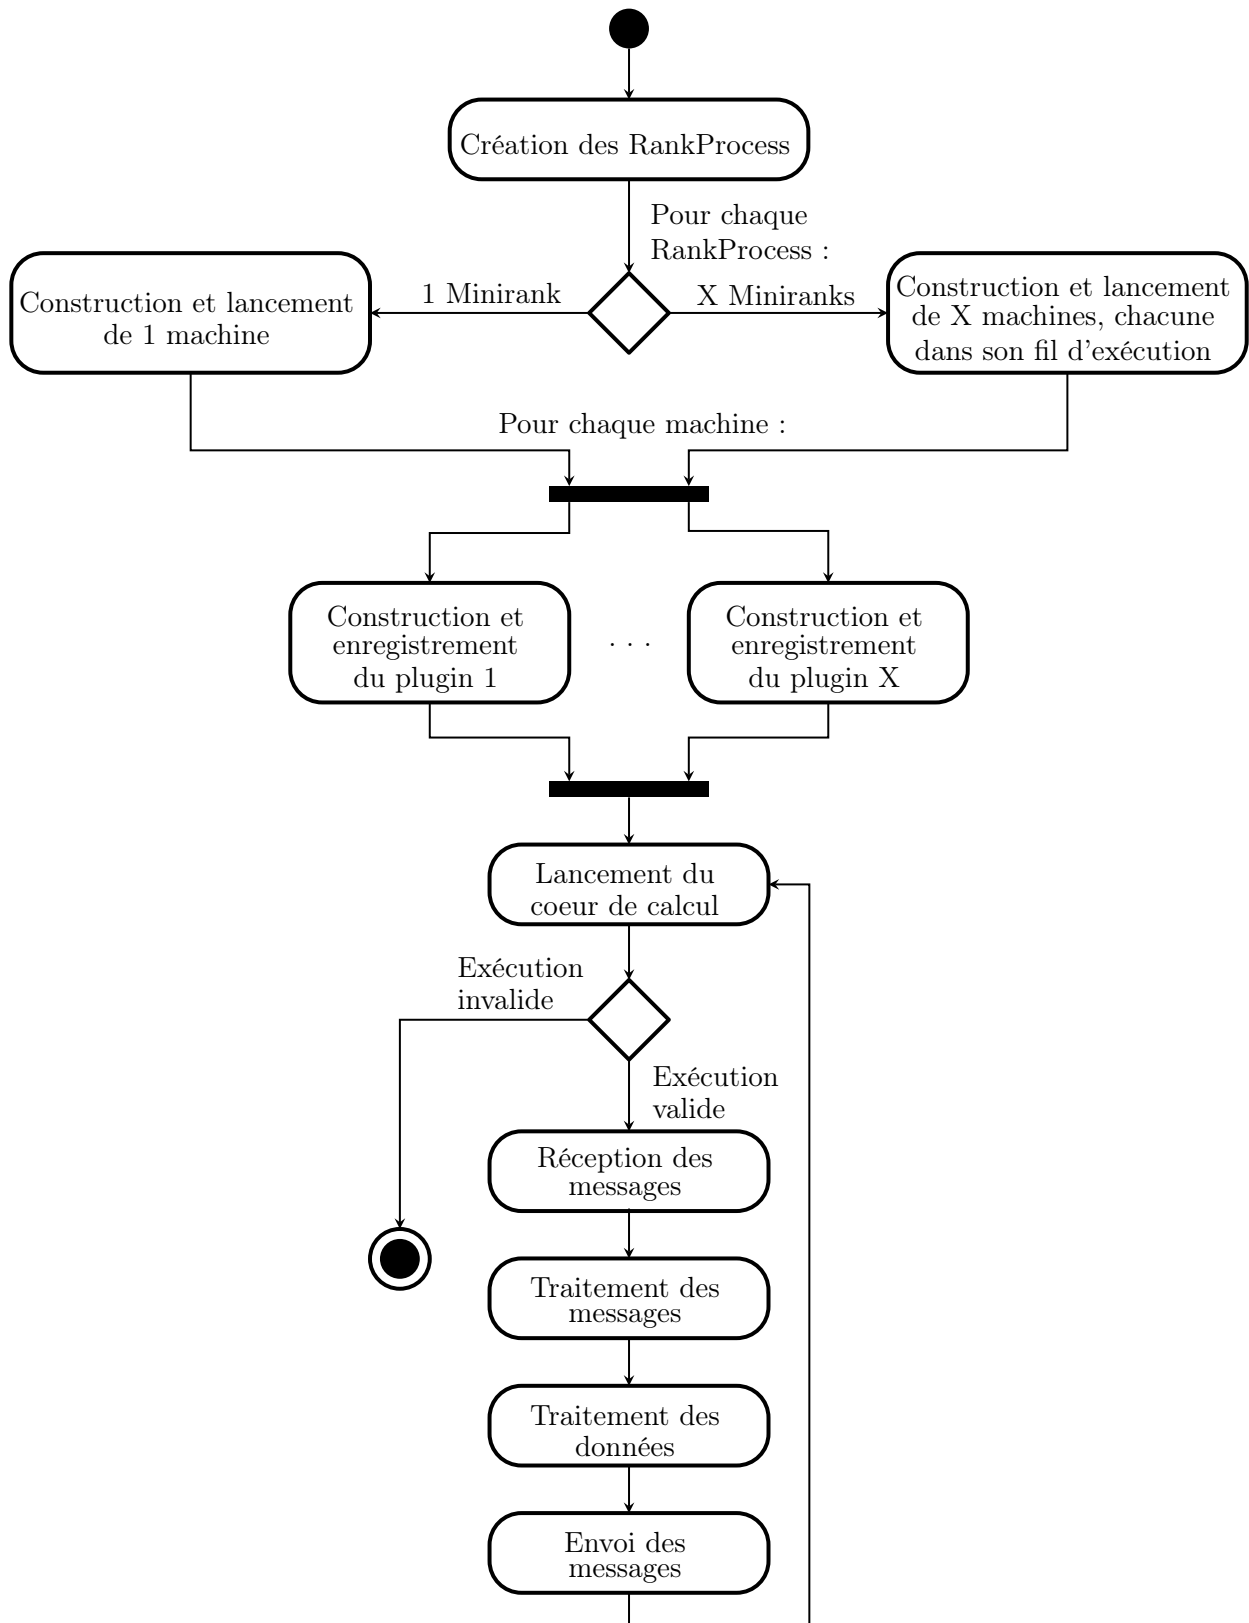 Création des RankProcess
Pour chaque
RankProcess :
1 Minirank
X Miniranks
Construction et lancement
de 1 machine
Construction et lancement
de X machines, chacune
dans son fil d'exécution
Pour chaque machine :
Construction et
enregistrement
du plugin 1
. . .
Construction et
enregistrement
du plugin X
Lancement du
coeur de calcul
Exécution
invalide
Exécution
valide
Réception des
messages
Traitement des
messages
Traitement des
données
Envoi des
messages